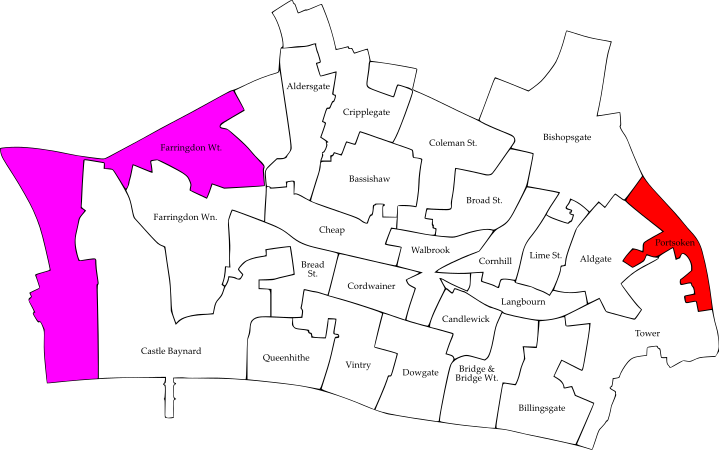 Aldersgate
Cripplegate
Bishopsgate
Coleman St.
Farringdon Wt.
Bassishaw
Broad St.
Farringdon Wn.
Cheap
Portsoken
Walbrook
Lime St.
Aldgate
Cornhill
Bread
St.
Cordwainer
Langbourn
Candlewick
Tower
Castle Baynard
Queenhithe
Vintry
Dowgate
Bridge &
Bridge Wt.
Billingsgate